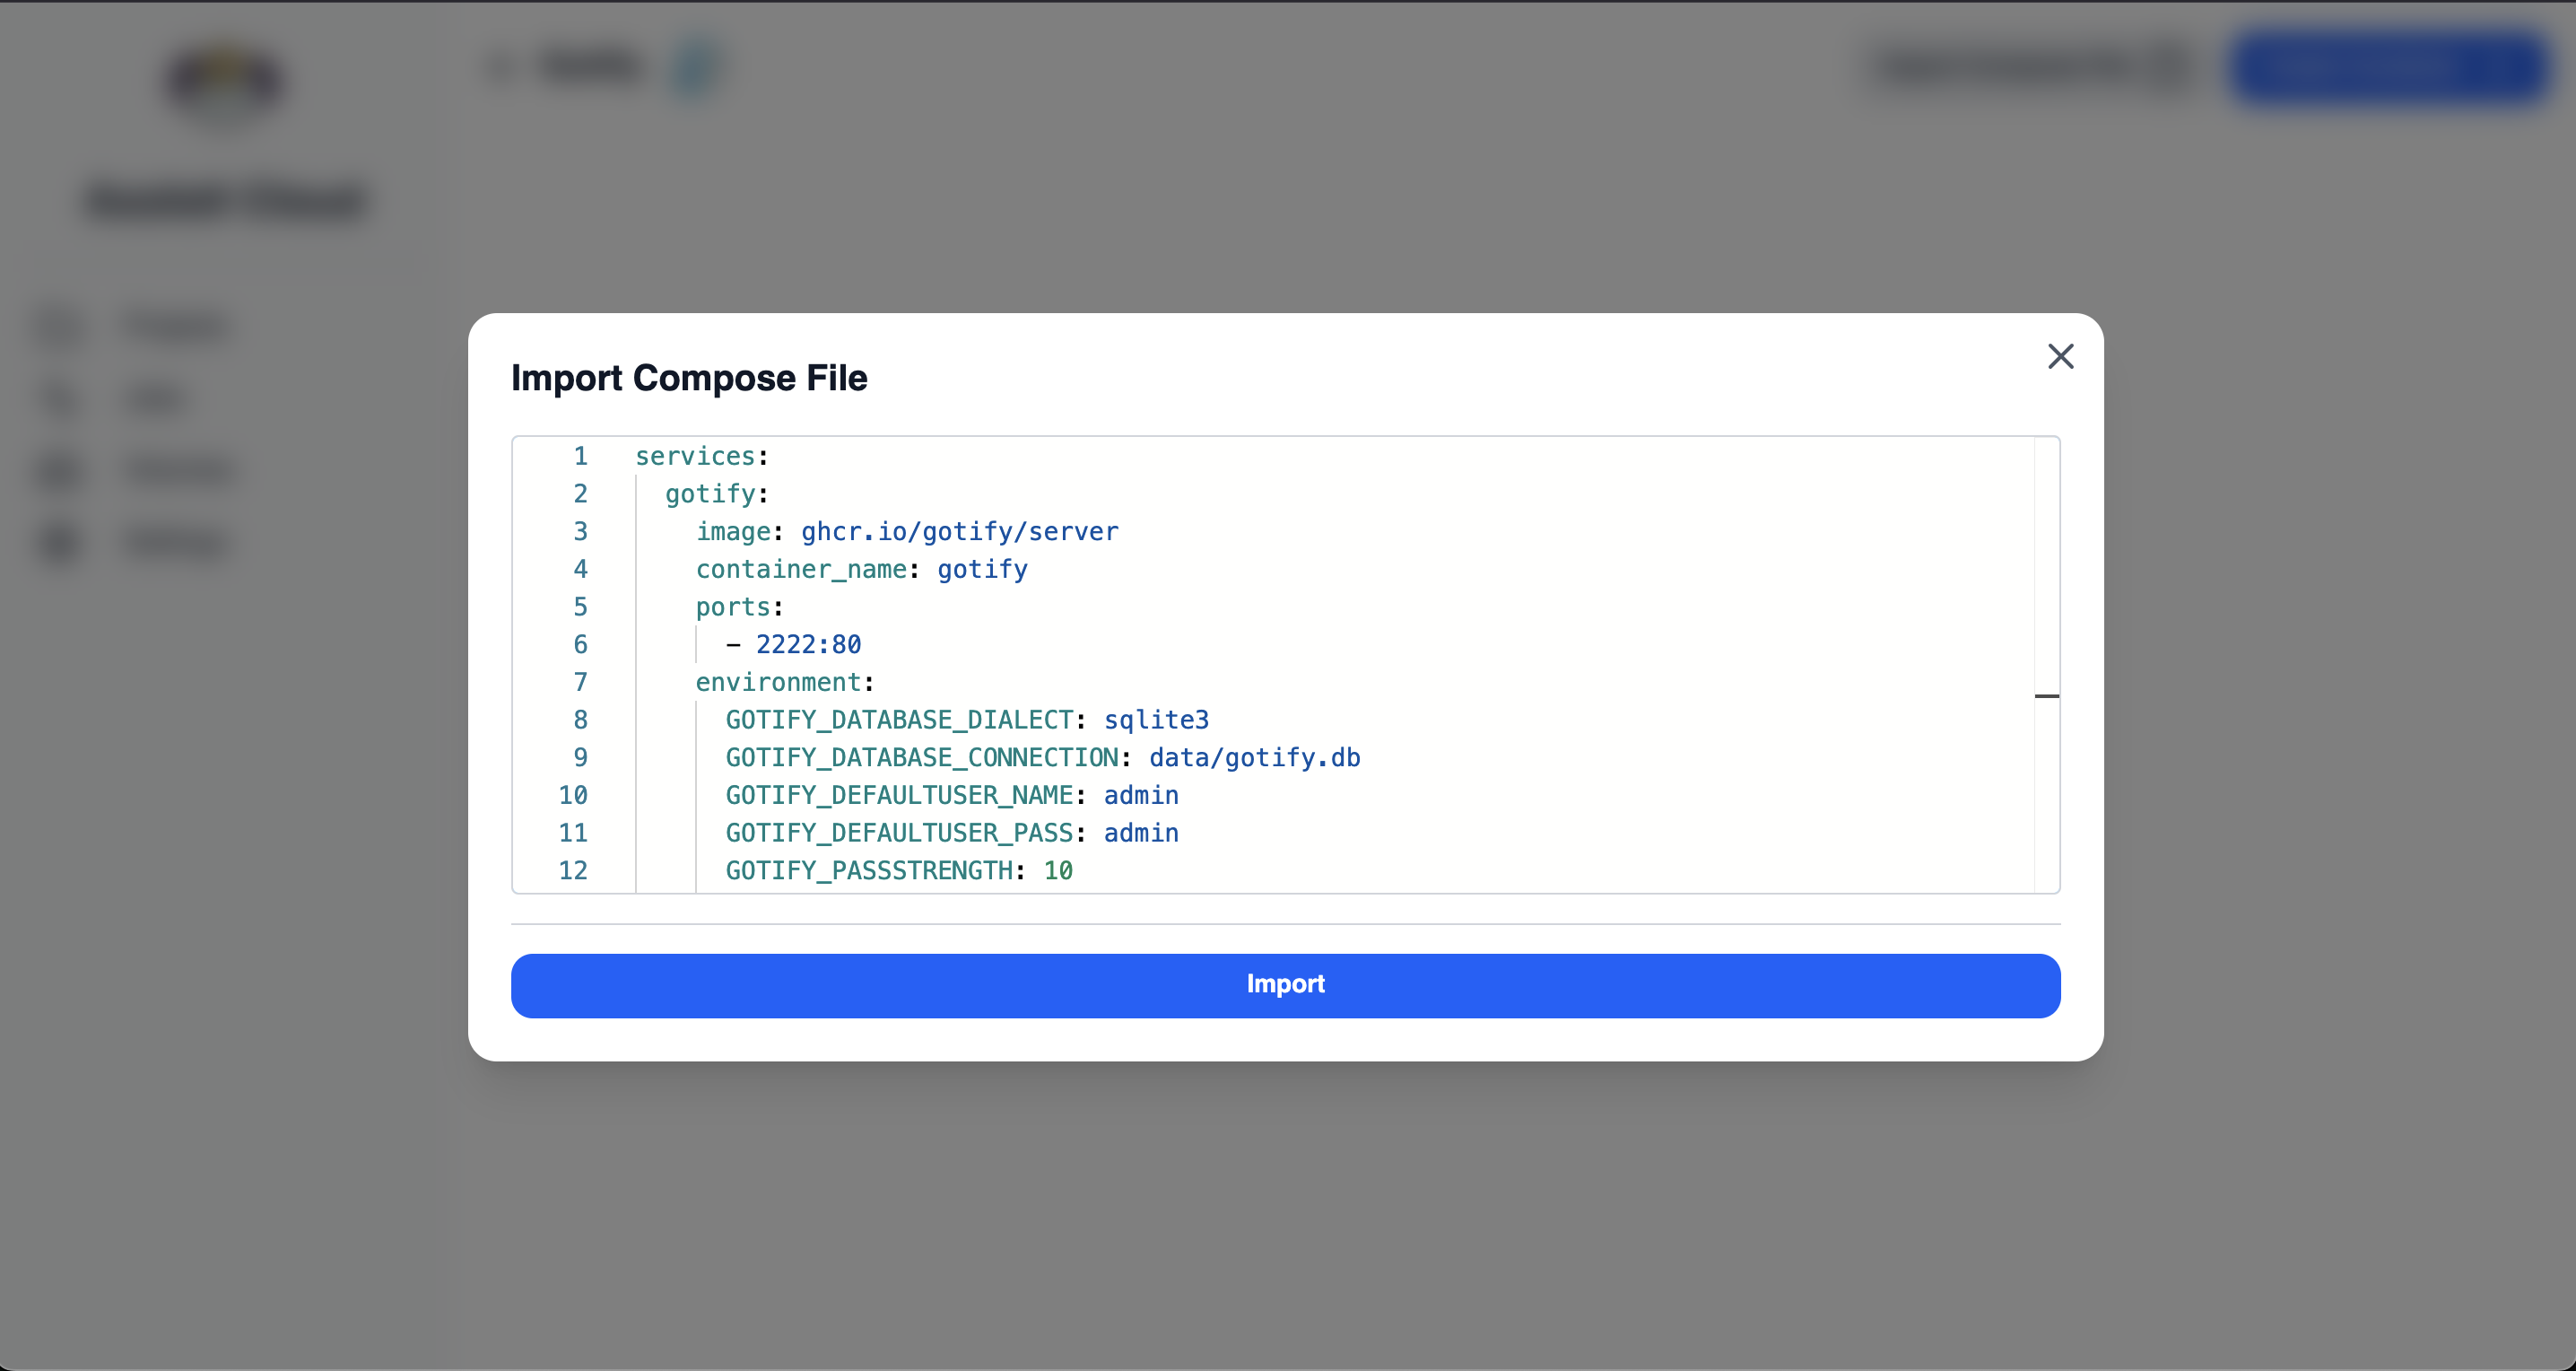 Import Compose File
1 services:
2 gotify:
3 image: ghcr.io/gotify/server
4 container_name: gotify
5 ports:
6 - 2222:80
7 environment:
8 GOTIFY_DATABASE_DIALECT: sqlite3
9 GOTIFY_DATABASE_CONNECTION: data/gotify.db
10 GOTIFY_DEFAULTUSER_NAME: admin
11 GOTIFY_DEFAULTUSER_PASS: admin
12 GOTIFY_PASSSTRENGTH: 10
Import